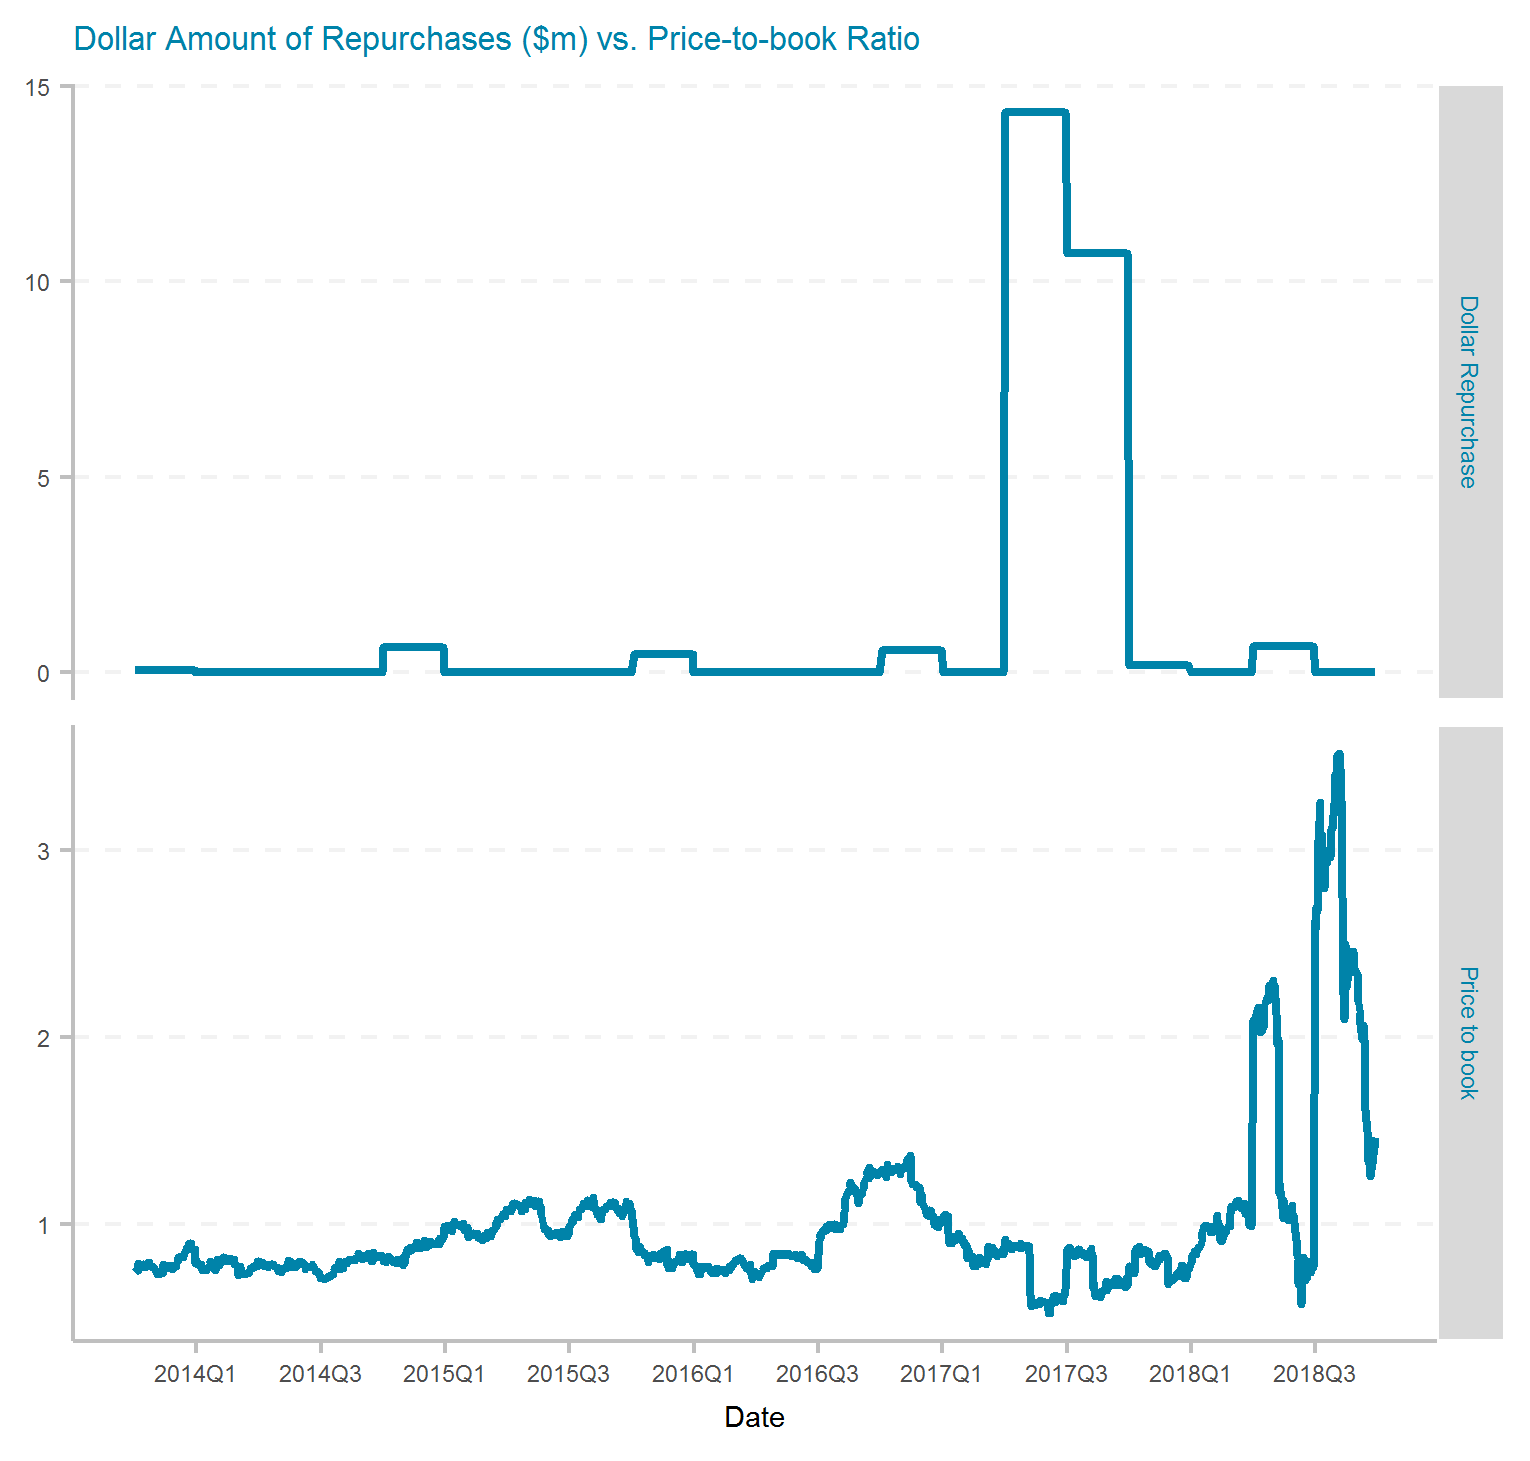 Dollar Amount of Repurchases ($m) vs. Price-to-book Ratio
15
10
5
0
Dollar Repurchase
3
2
1
Price to book
2014Q1 2014Q3 2015Q1 2015Q3 2016Q1 2016Q3 2017Q1 2017Q3 2018Q1 2018Q3
Date